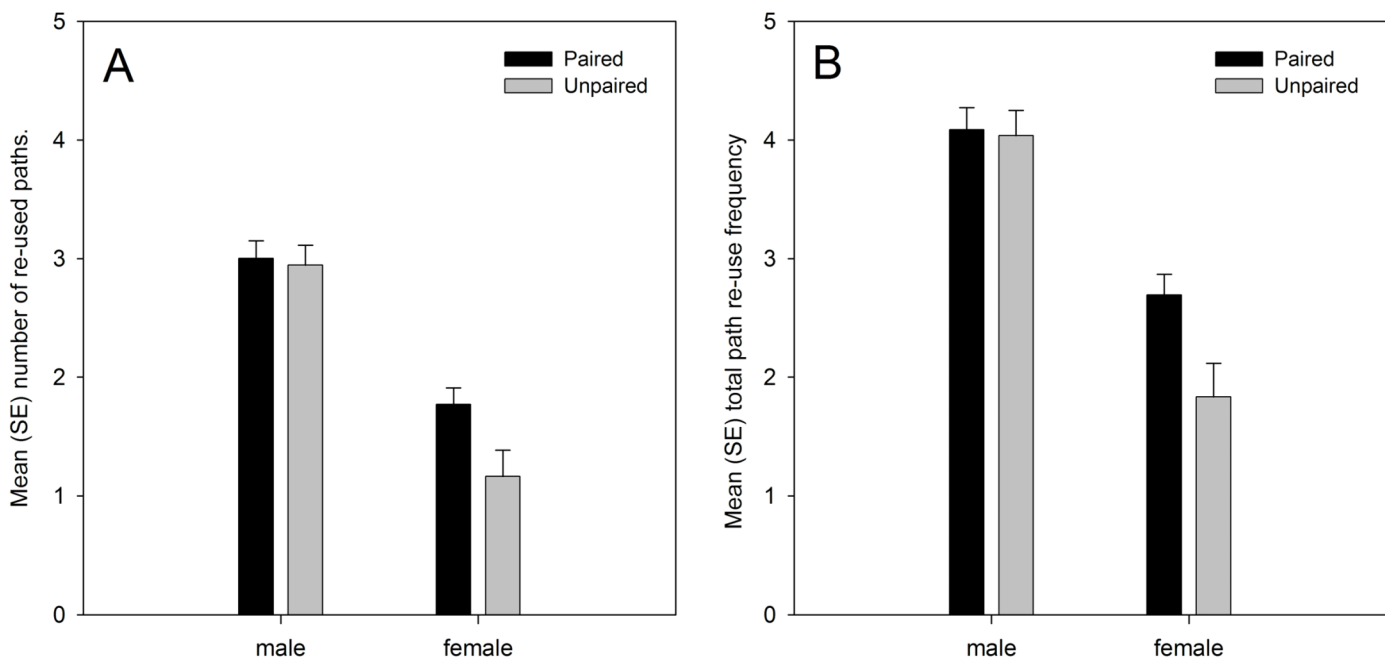 A
Paired
Unpaired
Mean (SE) number of re-used paths.
5
4
3
2
1
0
male female
B
Paired
Unpaired
Mean (SE) total path re-use frequency
5
4
3
2
1
0
male female